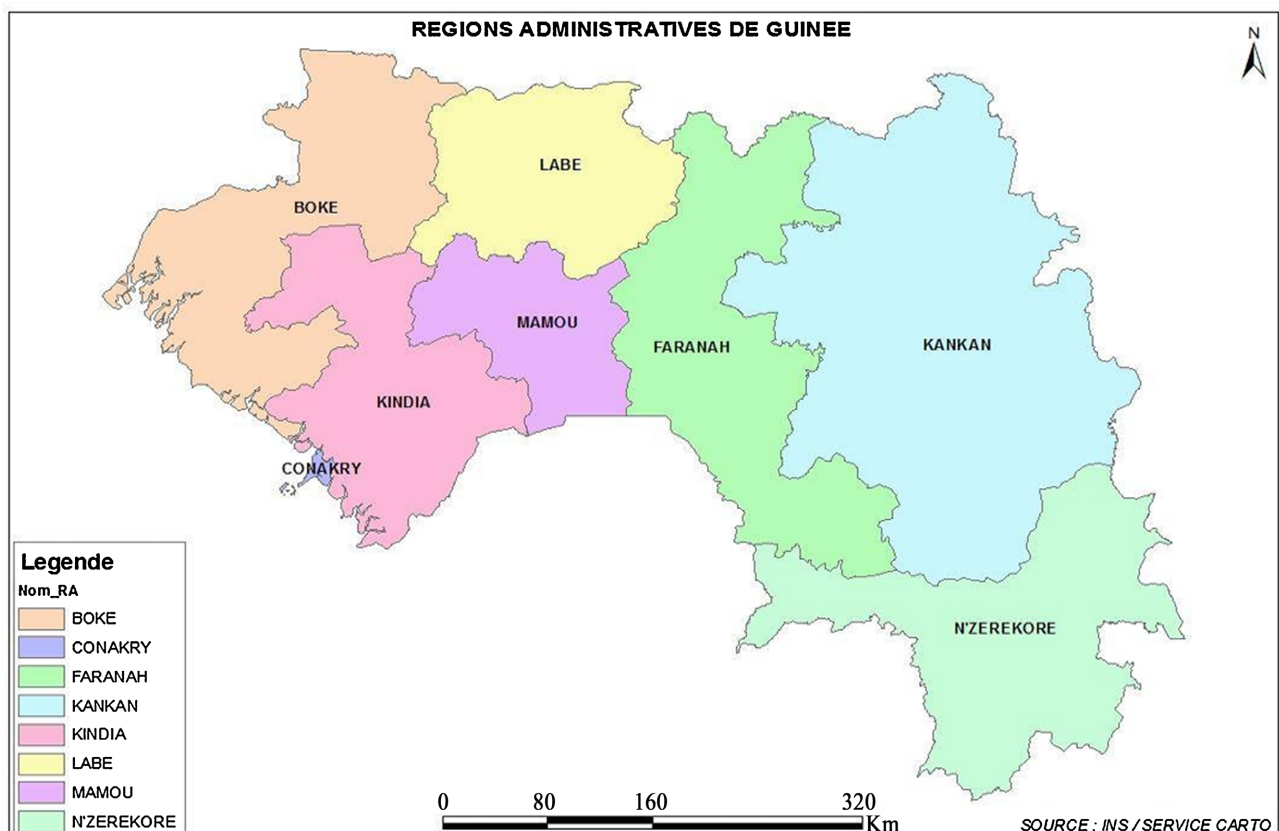 REGIONS ADMINISTRATIVES DE GUINEE
N
LABE
BOKE
MAMOU
FARANAH
KANKAN
KINDIA
CONAKRY
N'ZEREKORE
Legende
Nom_RA
BOKE
CONAKRY
FARANAH
KANKAN
KINDIA
LABE
MAMOU
N'ZEREKORE
0 80 160 320
Km
SOURCE : INS / SERVICE CARTO